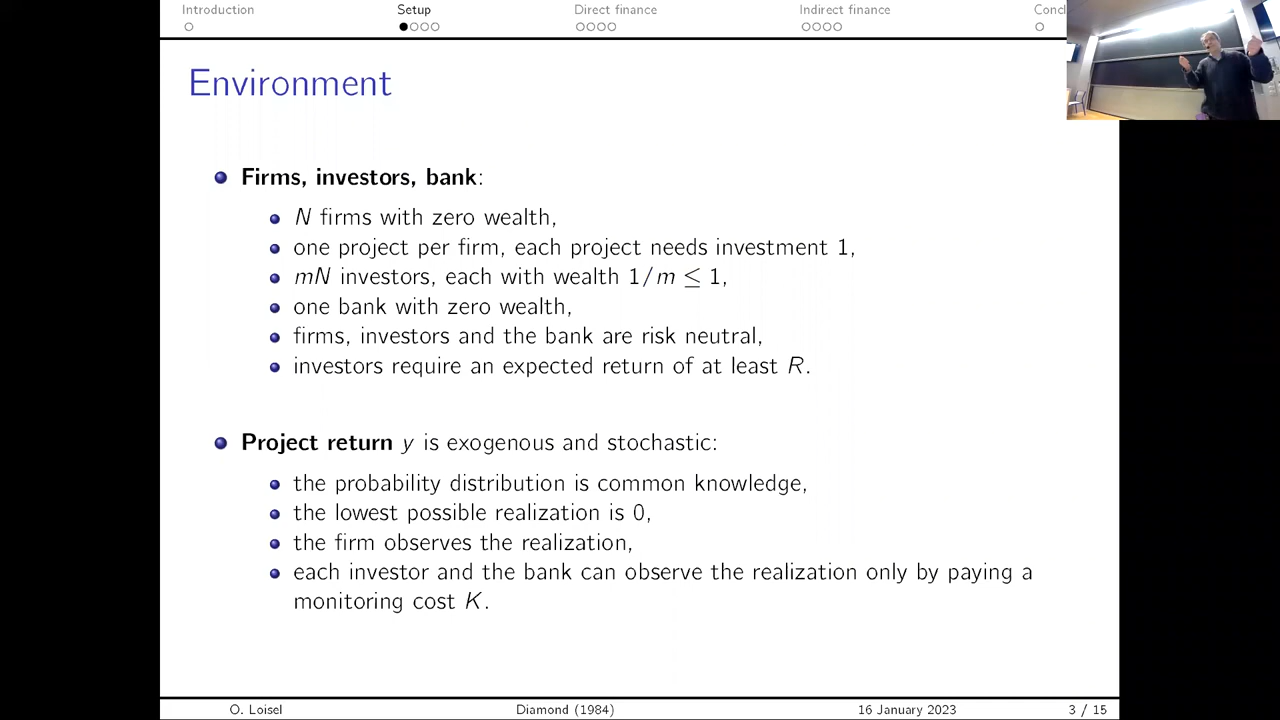 Introduction Setup Direct finance Indirect finance Concl
Environment
Firms, investors, bank:
N firms with zero wealth,
one project per firm, each project needs investment 1,
mN investors, each with wealth 1/m ≤ 1,
one bank with zero wealth,
firms, investors and the bank are risk neutral,
investors require an expected return of at least R.
Project return y is exogenous and stochastic:
the probability distribution is common knowledge,
the lowest possible realization is 0,
the firm observes the realization,
each investor and the bank can observe the realization only by paying a
monitoring cost K.
O. Loisel Diamond (1984) 16 January 2023 3 / 15